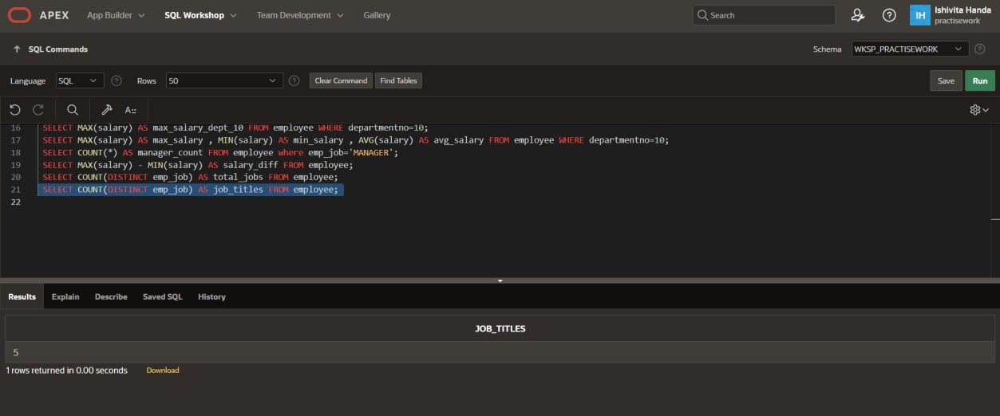 APEX App Builder SQL Workshop Team Development Gallery Search ? IH Ishivita Handa
practisework
↑ SQL Commands Schema WKSP_PRACTISEWORK ?
Language SQL ? Rows 50 ? Clear Command Find Tables Save Run
A::
16 SELECT MAX(salary) AS max_salary_dept_10 FROM employee WHERE departmentno=10;
17 SELECT MAX(salary) AS max_salary , MIN(salary) AS min_salary , AVG(salary) AS avg_salary FROM employee WHERE departmentno=10;
18 SELECT COUNT(*) AS manager_count FROM employee where emp_job='MANAGER';
19 SELECT MAX(salary) - MIN(salary) AS salary_diff FROM employee;
20 SELECT COUNT(DISTINCT emp_job) AS total_jobs FROM employee;
21 SELECT COUNT(DISTINCT emp_job) AS job_titles FROM employee;
22
Results Explain Describe Saved SQL History
JOB_TITLES
5
1 rows returned in 0.00 seconds Download